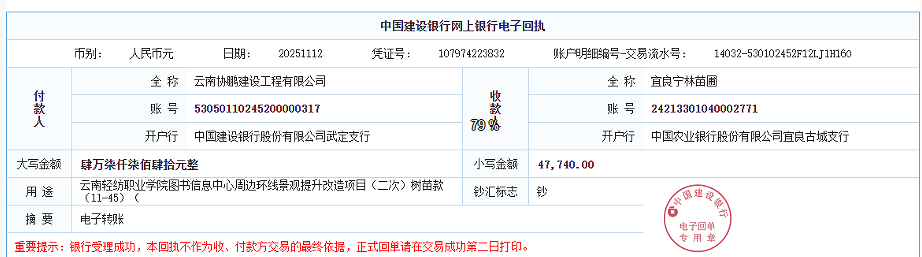 中国建设银行网上银行电子回执
币别： 人民币元 日期： 20251112 凭证号： 107974223832 账户明细编号-交易流水号： 14032-530102452F12LJ1H160
付款人 全 称 云南协鹏建设工程有限公司 收款人 全 称 宜良宁林苗圃
账 号 53050110245200000317 账 号 24213301040002771
79 %
开户行 中国建设银行股份有限公司武定支行 开户行 中国农业银行股份有限公司宜良古城支行
大写金额 肆万柒仟柒佰肆拾元整 小写金额 47,740.00
用 途 云南轻纺职业学院图书信息中心周边环线景观提升改造项目（二次）树苗款
（11-45）（ 钞汇标志 钞
摘 要 电子转账
中国建设银行
电子回单
专用章
重要提示：银行受理成功，本回执不作为收、付款方交易的最终依据，正式回单请在交易成功第二日打印。